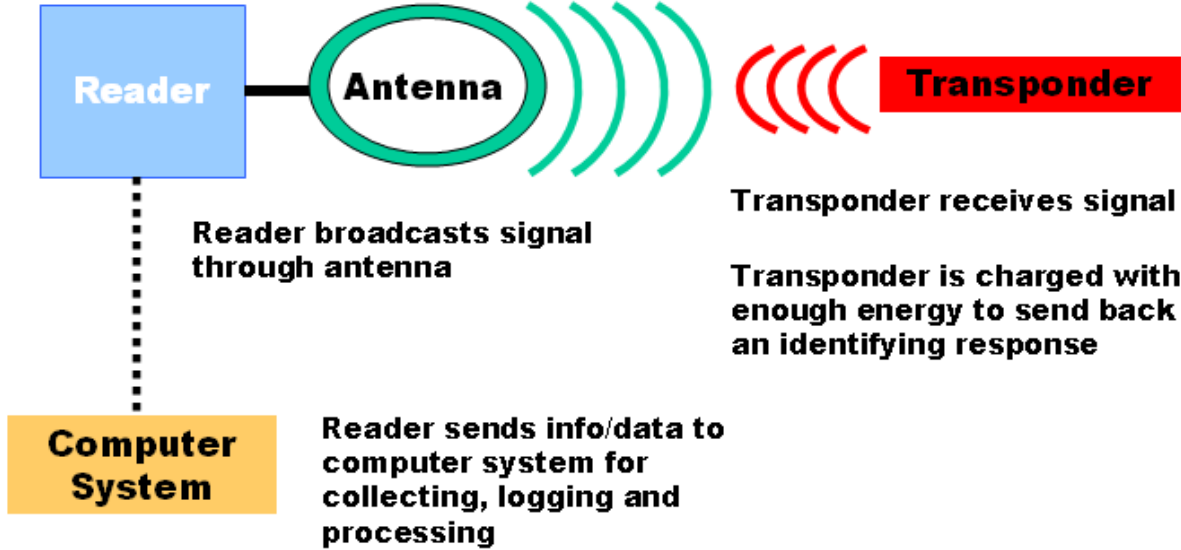 Reader
Antenna
Transponder
Reader broadcasts signal
through antenna
Transponder receives signal
Transponder is charged with
enough energy to send back
an identifying response
Computer
System
Reader sends info/data to
computer system for
collecting, logging and
processing